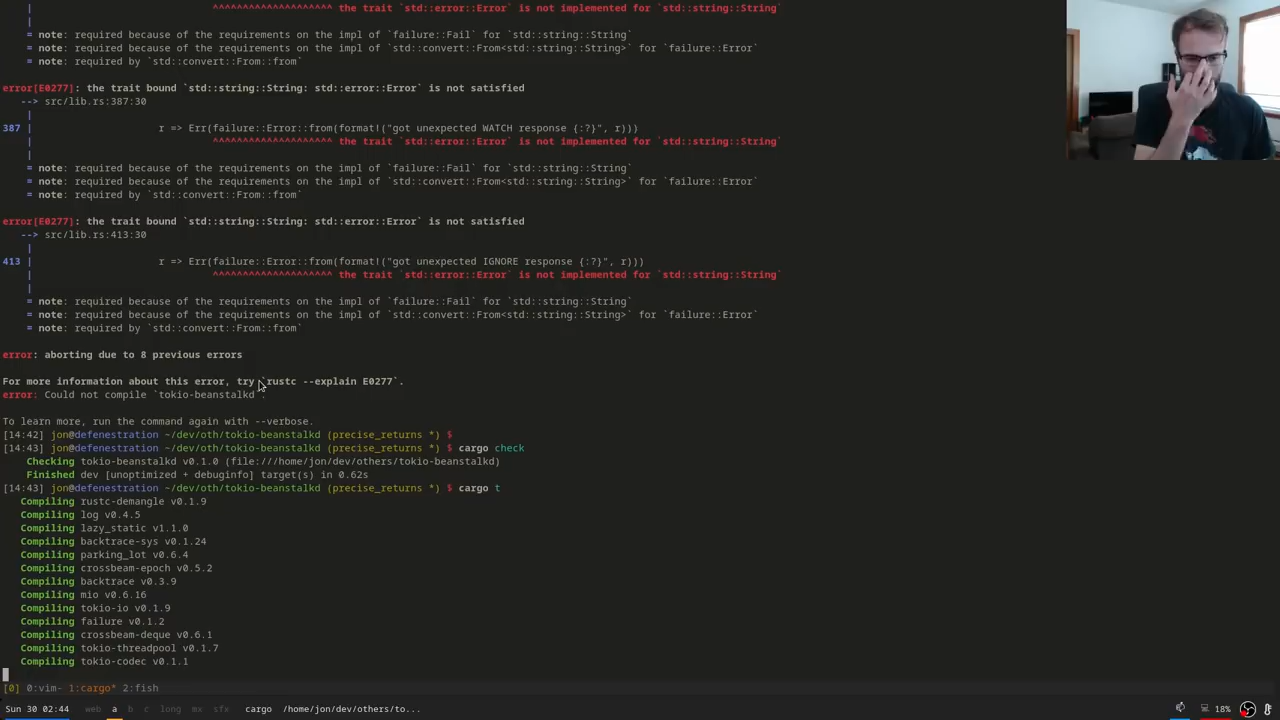 |                              ^^^^^^^^^^^^^^^^^^^^ the trait `std::error::Error` is not implemented for `std::string::String`
    |
    = note: required because of the requirements on the impl of `failure::Fail` for `std::string::String`
    = note: required because of the requirements on the impl of `std::convert::From<std::string::String>` for `failure::Error`
    = note: required by `std::convert::From::from`
error[E0277]: the trait bound `std::string::String: std::error::Error` is not satisfied
   --> src/lib.rs:387:30
    |
387 |                     r => Err(failure::Error::from(format!("got unexpected WATCH response {:?}", r)))
    |                              ^^^^^^^^^^^^^^^^^^^^ the trait `std::error::Error` is not implemented for `std::string::String`
    |
    = note: required because of the requirements on the impl of `failure::Fail` for `std::string::String`
    = note: required because of the requirements on the impl of `std::convert::From<std::string::String>` for `failure::Error`
    = note: required by `std::convert::From::from`
error[E0277]: the trait bound `std::string::String: std::error::Error` is not satisfied
   --> src/lib.rs:413:30
    |
413 |                     r => Err(failure::Error::from(format!("got unexpected IGNORE response {:?}", r)))
    |                              ^^^^^^^^^^^^^^^^^^^^ the trait `std::error::Error` is not implemented for `std::string::String`
    |
    = note: required because of the requirements on the impl of `failure::Fail` for `std::string::String`
    = note: required because of the requirements on the impl of `std::convert::From<std::string::String>` for `failure::Error`
    = note: required by `std::convert::From::from`
error: aborting due to 8 previous errors
For more information about this error, try `rustc --explain E0277`.
error: Could not compile `tokio-beanstalkd`.
To learn more, run the command again with --verbose.
[14:42] jon@defenestration ~/dev/oth/tokio-beanstalkd (precise_returns *) $
[14:43] jon@defenestration ~/dev/oth/tokio-beanstalkd (precise_returns *) $ cargo check
    Checking tokio-beanstalkd v0.1.0 (file:///home/jon/dev/others/tokio-beanstalkd)
    Finished dev [unoptimized + debuginfo] target(s) in 0.62s
[14:43] jon@defenestration ~/dev/oth/tokio-beanstalkd (precise_returns *) $ cargo t
   Compiling rustc-demangle v0.1.9
   Compiling log v0.4.5
   Compiling lazy_static v1.1.0
   Compiling backtrace-sys v0.1.24
   Compiling parking_lot v0.6.4
   Compiling crossbeam-epoch v0.5.2
   Compiling backtrace v0.3.9
   Compiling mio v0.6.16
   Compiling tokio-io v0.1.9
   Compiling failure v0.1.2
   Compiling crossbeam-deque v0.6.1
   Compiling tokio-threadpool v0.1.7
   Compiling tokio-codec v0.1.1
[0] 0:vim- 1:cargo* 2:fish
Sun 30 02:44 web a b c long mx sfx cargo /home/jon/dev/others/to... 18%